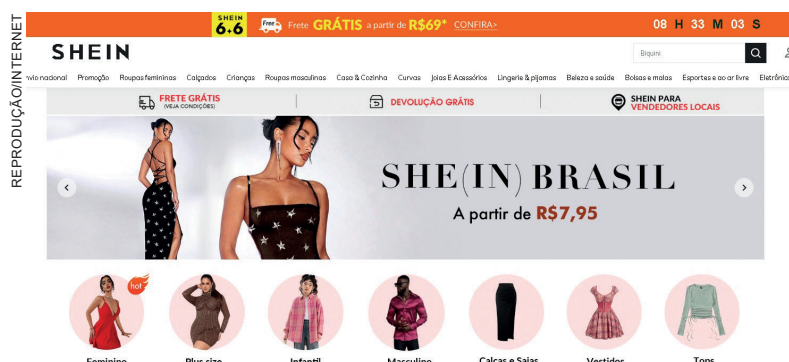 REPRODUÇÃO/INTERNET
SHEIN 6.6 Free Frete GRÁTIS a partir de R$69* CONFIRA> 08 H 33 M 03 S
SHEIN
Biquini
nvio nacional Promoção Roupas femininas Calçados Crianças Roupas masculinas Casa & Cozinha Curvas Joias E Acessórios Lingerie & pijamas Beleza e saúde Bolsas e malas Esportes e ao ar livre Eletrônico
FRETE GRÁTIS
(VEJA CONDIÇÕES)
DEVOLUÇÃO GRÁTIS
SHEIN PARA
VENDEDORES LOCAIS
SHE(IN) BRASIL
A partir de R$7,95
hot
Feminino Plus size Infantil Masculino Calças e Saias Vestidos Tops